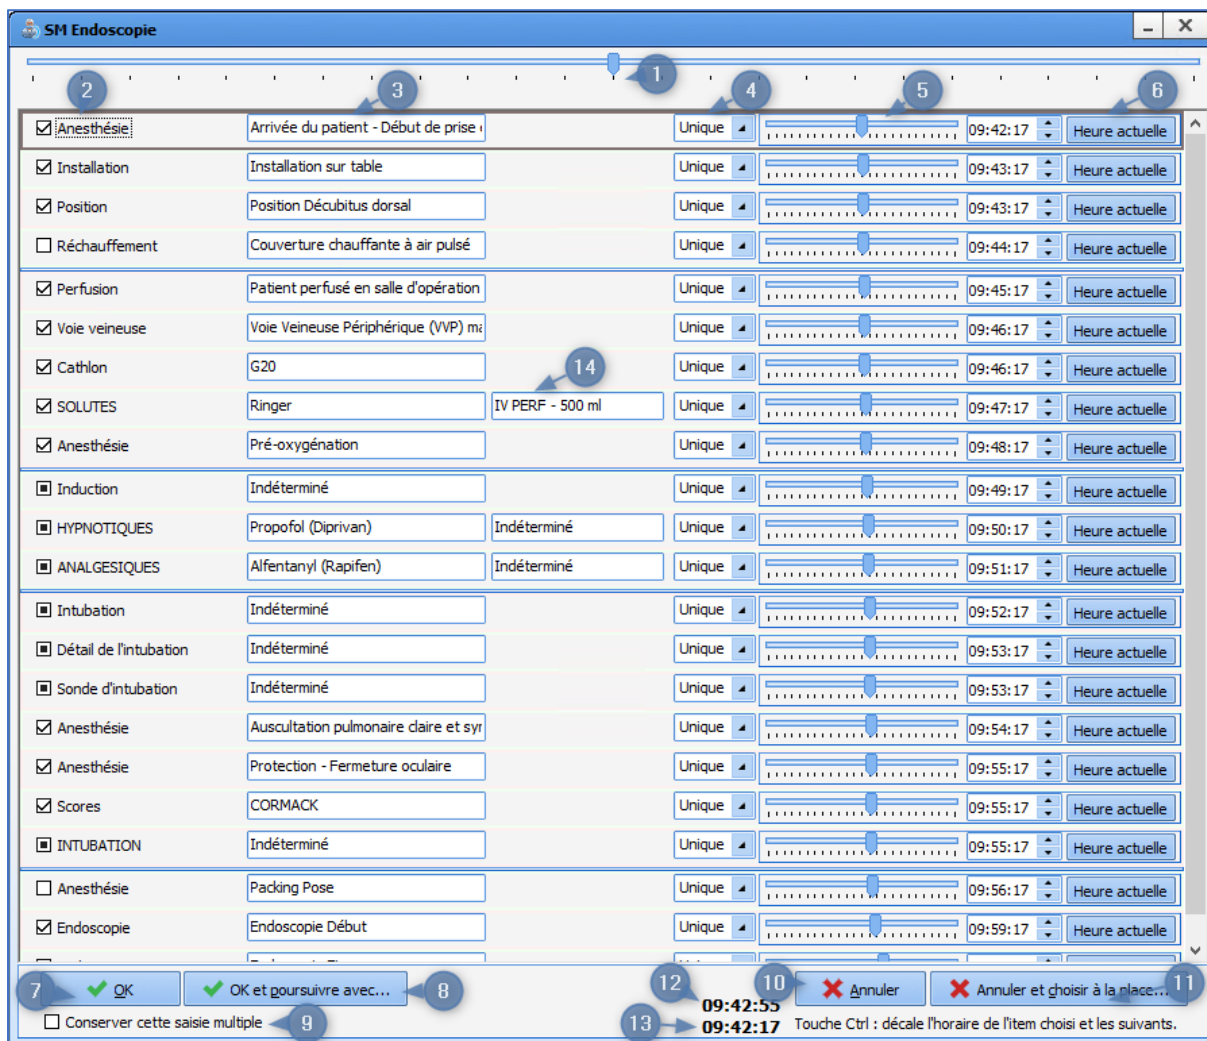 SM Endoscopie
1
2 3 4 5 6
Anesthésie Arrivée du patient - Début de prise Unique 09:42:17 Heure actuelle
Installation Installation sur table Unique 09:43:17 Heure actuelle
Position Position Décubitus dorsal Unique 09:43:17 Heure actuelle
Réchauffement Couverture chauffante à air pulsé Unique 09:44:17 Heure actuelle
Perfusion Patient perfusé en salle d'opération Unique 09:45:17 Heure actuelle
Voie veineuse Voie Veineuse Périphérique (VVP) ma Unique 09:46:17 Heure actuelle
Cathlon G20 Unique 09:46:17 Heure actuelle
14
SOLUTES Ringer IV PERF - 500 ml Unique 09:47:17 Heure actuelle
Anesthésie Pré-oxygénation Unique 09:48:17 Heure actuelle
Induction Indéterminé Unique 09:49:17 Heure actuelle
HYPNOTIQUES Propofol (Diprivan) Indéterminé Unique 09:50:17 Heure actuelle
ANALGESIQUES Alfentanyl (Rapifen) Indéterminé Unique 09:51:17 Heure actuelle
Intubation Indéterminé Unique 09:52:17 Heure actuelle
Détail de l'intubation Indéterminé Unique 09:53:17 Heure actuelle
Sonde d'intubation Indéterminé Unique 09:53:17 Heure actuelle
Anesthésie Auscultation pulmonaire claire et syr Unique 09:54:17 Heure actuelle
Anesthésie Protection - Fermeture oculaire Unique 09:55:17 Heure actuelle
Scores CORMACK Unique 09:55:17 Heure actuelle
INTUBATION Indéterminé Unique 09:55:17 Heure actuelle
Anesthésie Packing Pose Unique 09:56:17 Heure actuelle
Endoscopie Endoscopie Début Unique 09:59:17 Heure actuelle
7 OK OK et poursuivre avec... 8 12 10 Annuler Annuler et choisir à la place... 11
09:42:55
Conserver cette saisie multiple 9 13 09:42:17 Touche Ctrl : décale l'horaire de l'item choisi et les suivants.